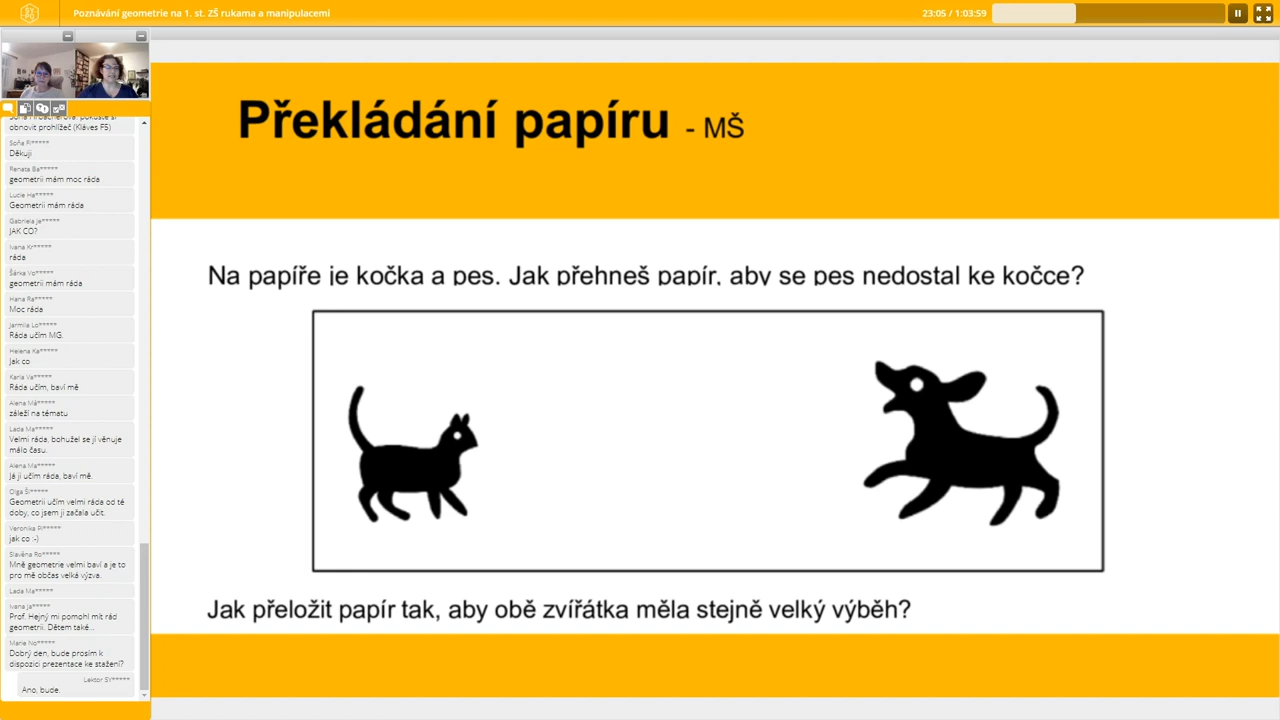 Poznávání geometrie na 1. st. ZŠ rukama a manipulacemi
23:05 / 1:03:59
obnovit prohlížeč (Kláves F5)
Soňa Fi*****
Děkuji
Renata Ba*****
geometrii mám moc ráda
Lucie Ha*****
Geometrii mám ráda
Gabriela Je*****
JAK CO?
Ivana Kr*****
ráda
Šárka Vo*****
geometrii mám ráda
Hana Ra*****
Moc ráda
Jarmila Lo*****
Ráda učím MG.
Helena Ka*****
Jak co
Karla Va*****
Ráda učím, baví mě
Alena Má*****
záleží na tématu
Lada Ma*****
Velmi ráda, bohužel se jí věnuje
málo času.
Alena Ma*****
Já ji učím ráda, baví mě.
Olga Ši*****
Geometrii učím velmi ráda od té
doby, co jsem ji začala učit.
Veronika Pi*****
jak co :-)
Slavěna Ro*****
Mně geometrie velmi baví a je to
pro mě občas velká výzva.
Lada Ma*****
Ivana Ja*****
Prof. Hejný mi pomohl mít rád
geometrii. Dětem také...
Marie No*****
Dobrý den, bude prosím k
dispozici prezentace ke stažení?
Lektor SY*****
Ano, bude.
Překládání papíru - MŠ
Na papíře je kočka a pes. Jak přehneš papír, aby se pes nedostal ke kočce?
Jak přeložit papír tak, aby obě zvířátka měla stejně velký výběh?